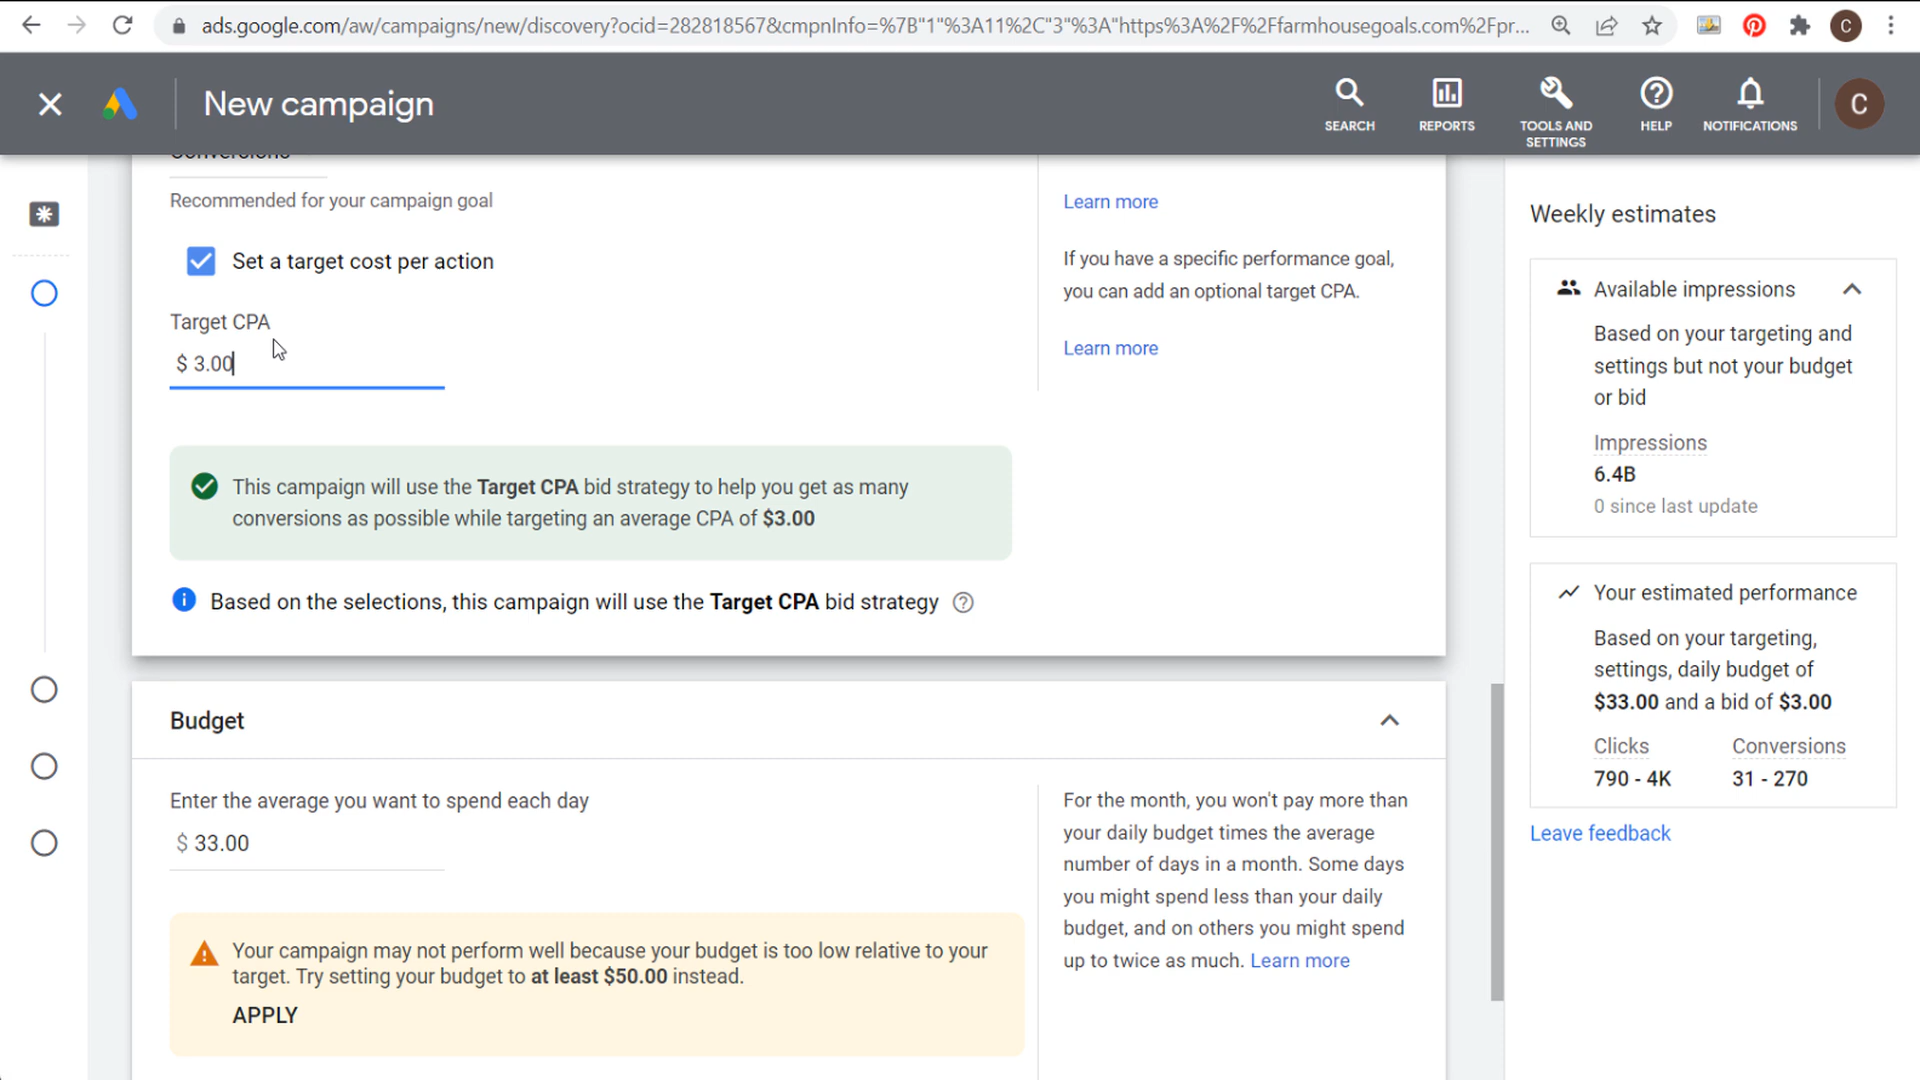 ads.google.com/aw/campaigns/new/discovery?ocid=282818567&cmpnInfo=%7B"1"%3A11%2C"3"%3A"https%3A%2F%2Ffarmhousegoals.com%2Fpr...
C
New campaign
SEARCH
REPORTS
TOOLS AND
SETTINGS
HELP
NOTIFICATIONS
C
Conversions
Recommended for your campaign goal
Set a target cost per action
Target CPA
$ 3.00
This campaign will use the Target CPA bid strategy to help you get as many
conversions as possible while targeting an average CPA of $3.00
Based on the selections, this campaign will use the Target CPA bid strategy
Learn more
If you have a specific performance goal,
you can add an optional target CPA.
Learn more
Budget
Enter the average you want to spend each day
$ 33.00
Your campaign may not perform well because your budget is too low relative to your
target. Try setting your budget to at least $50.00 instead.
APPLY
For the month, you won't pay more than
your daily budget times the average
number of days in a month. Some days
you might spend less than your daily
budget, and on others you might spend
up to twice as much. Learn more
Weekly estimates
Available impressions
Based on your targeting and
settings but not your budget
or bid
Impressions
6.4B
0 since last update
Your estimated performance
Based on your targeting,
settings, daily budget of
$33.00 and a bid of $3.00
Clicks Conversions
790 - 4K 31 - 270
Leave feedback